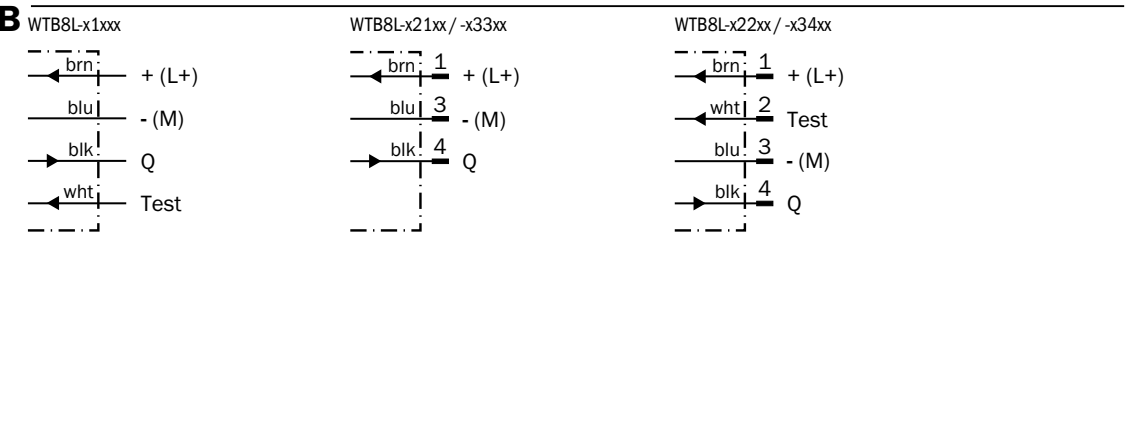 B
WTB8L-x1xxx
brn
+ (L+)
blu
- (M)
blk
Q
wht
Test
WTB8L-x21xx / -x33xx
brn 1
+ (L+)
blu 3
- (M)
blk 4
Q
WTB8L-x22xx / -x34xx
brn 1
+ (L+)
wht 2
Test
blu 3
- (M)
blk 4
Q